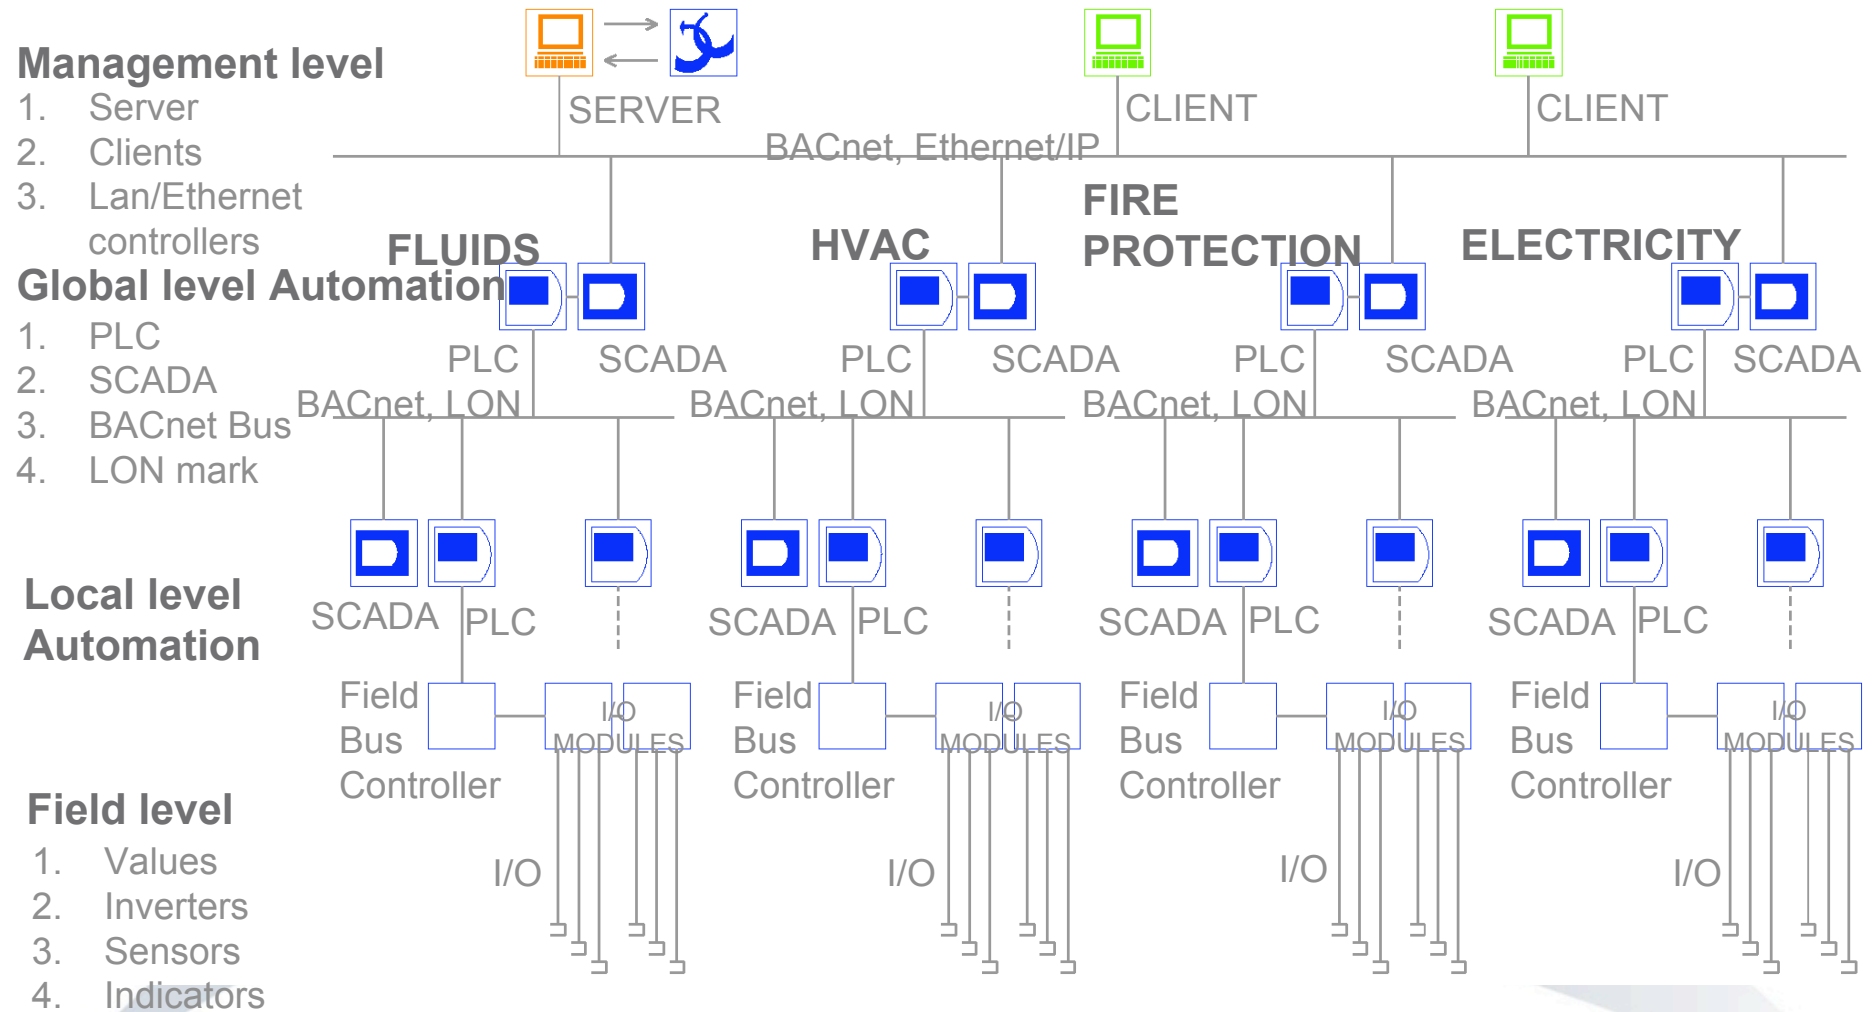 Management level
1. Server
2. Clients
3. Lan/Ethernet
controllers
Global level Automation
1. PLC
2. SCADA
3. BACnet Bus
4. LON mark
Local level
Automation
Field level
1. Values
2. Inverters
3. Sensors
4. Indicators
SERVER
CLIENT
CLIENT
BACnet, Ethernet/IP
FLUIDS
HVAC
FIRE
PROTECTION
ELECTRICITY
PLC
SCADA
PLC
SCADA
PLC
SCADA
PLC
SCADA
BACnet, LON
BACnet, LON
BACnet, LON
BACnet, LON
SCADA
PLC
SCADA
PLC
SCADA
PLC
SCADA
PLC
Field
Bus
Controller
I/O
MODULES
Field
Bus
Controller
I/O
MODULES
Field
Bus
Controller
I/O
MODULES
Field
Bus
Controller
I/O
MODULES
I/O
I/O
I/O
I/O